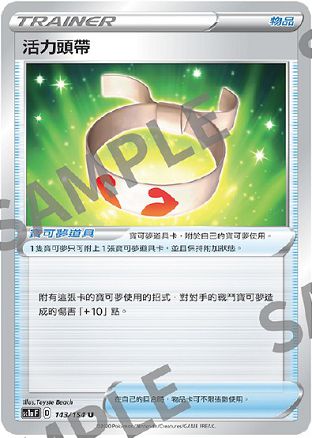 TRAINER 物品
活力頭帶
寶可夢道具 寶可夢道具卡，附於自己的寶可夢使用。
1隻寶可夢只可附上1張寶可夢道具，並且保持附加狀態。
附有這張卡的寶可夢使用的招式，對對手的戰鬥寶可夢造
成的傷害「+10」點。
Illus.Toyste Beach
D 143/154 U
在自己的回合時，物品卡可不限張數使用。
SAMPLE
SAMPLE
SAMPLE